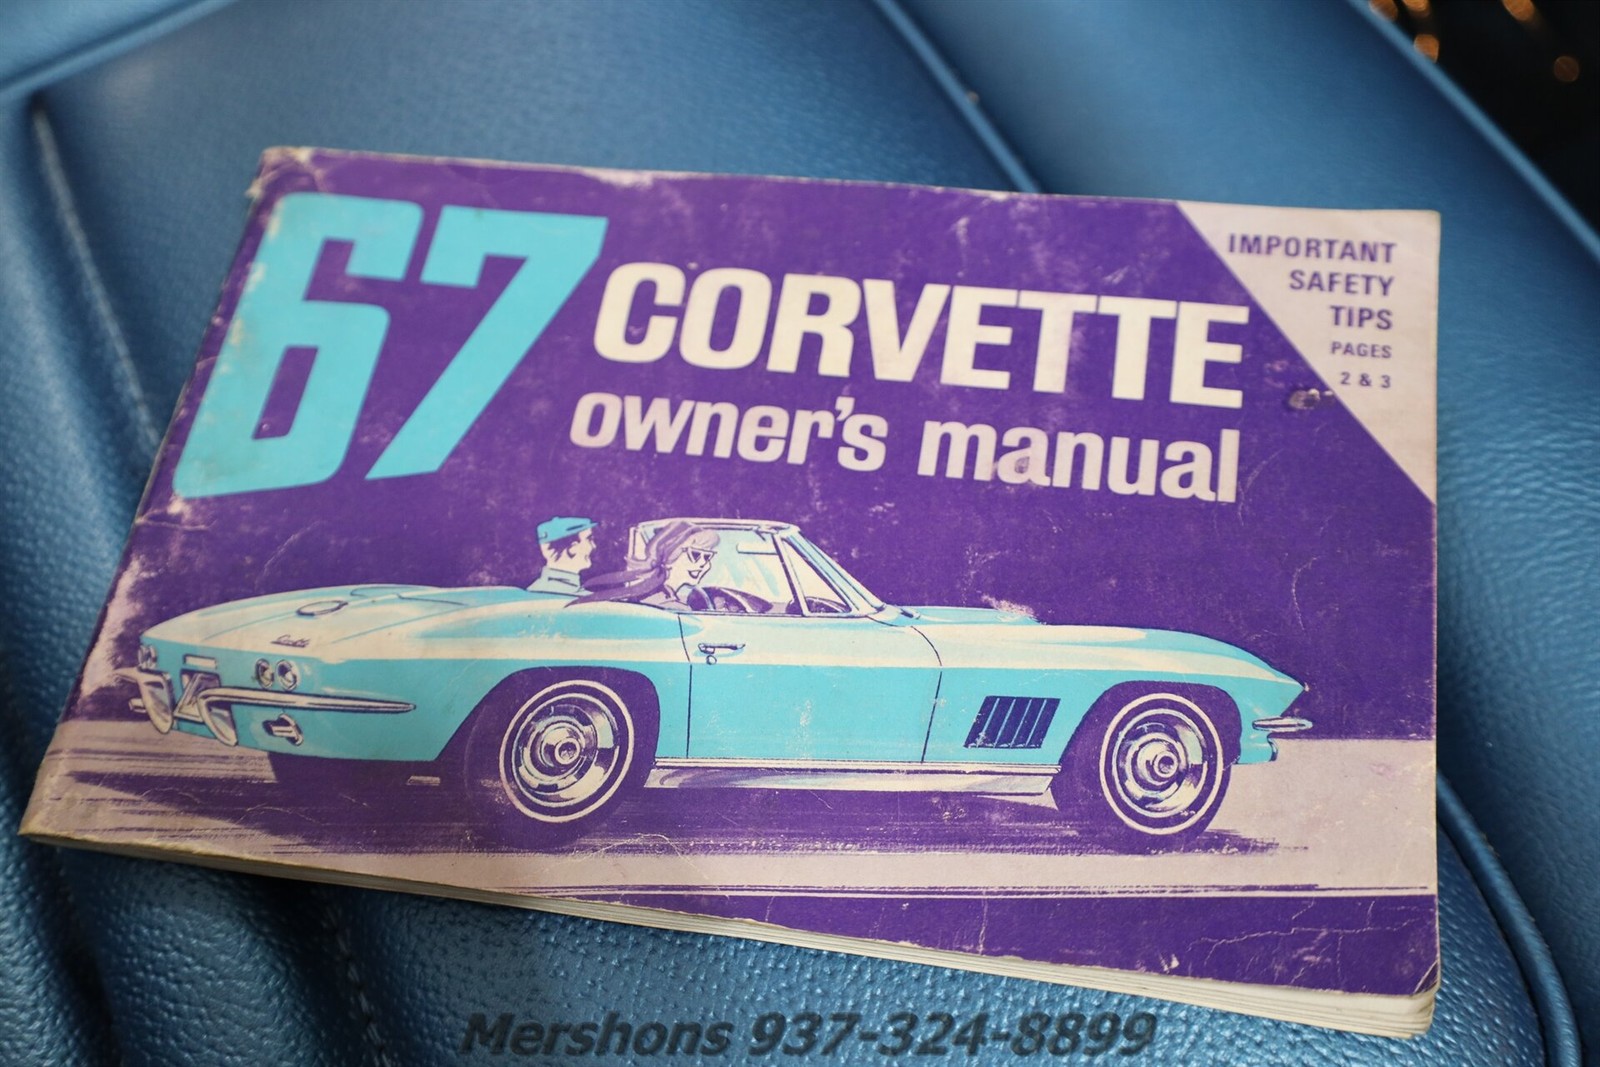 67
CORVETTE
owner's manual
IMPORTANT
SAFETY
TIPS
PAGES
2 & 3
Mershons 937-324-8899